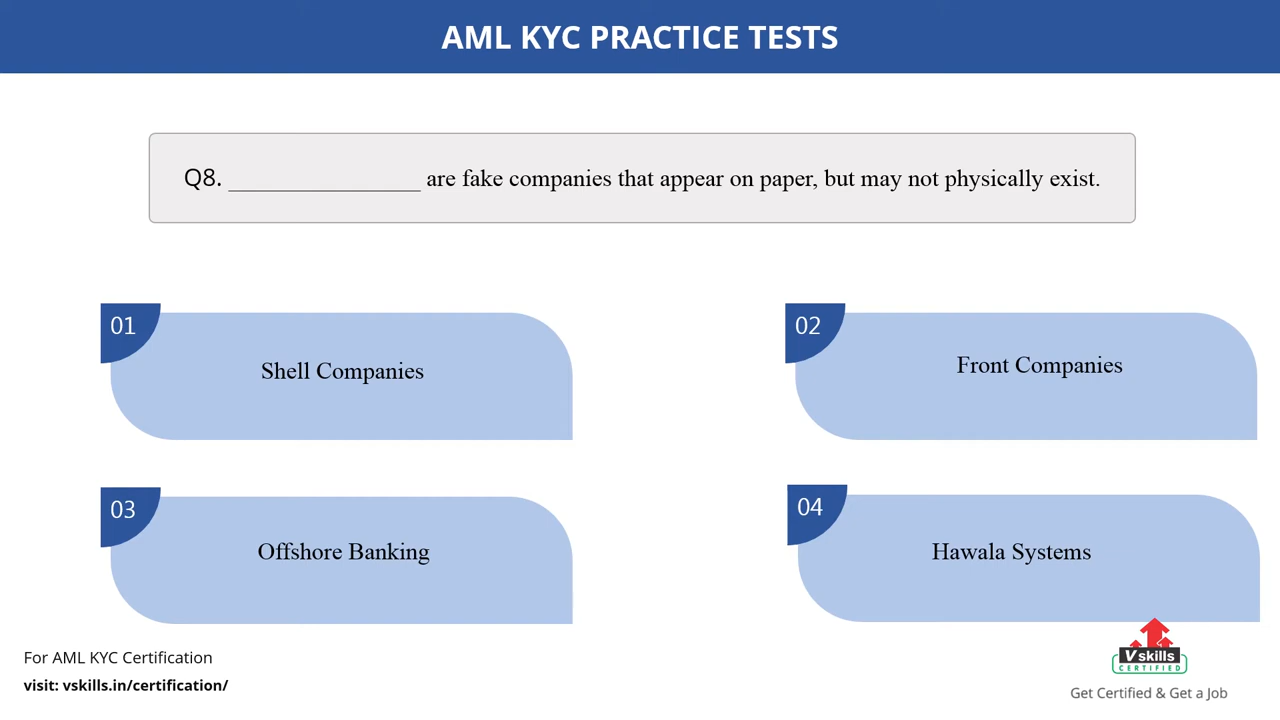 AML KYC PRACTICE TESTS
Q8. ________________ are fake companies that appear on paper, but may not physically exist.
01
Shell Companies
02
Front Companies
03
Offshore Banking
04
Hawala Systems
For AML KYC Certification
visit: vskills.in/certification/
Vskills
CERTIFIED
Get Certified & Get a Job